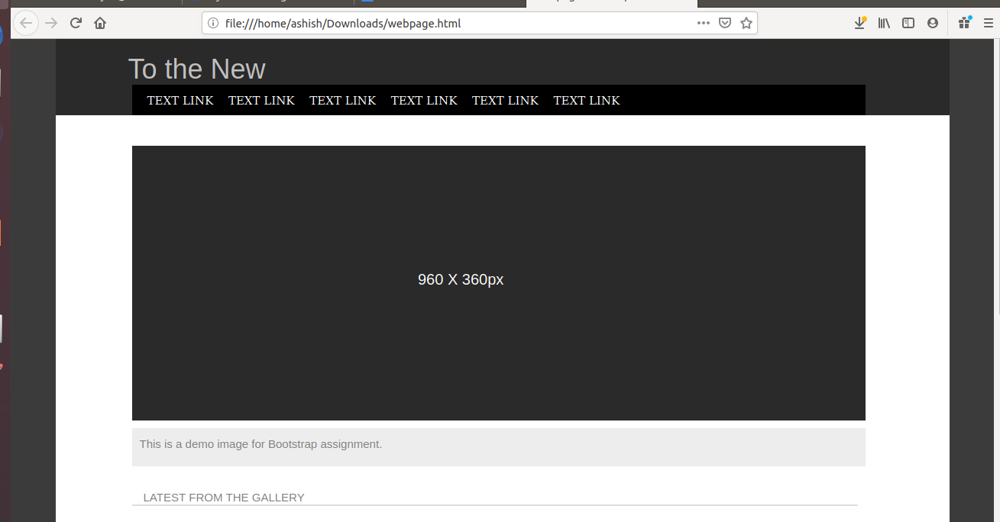 file:///home/ashish/Downloads/webpage.html
To the New
TEXT LINK TEXT LINK TEXT LINK TEXT LINK TEXT LINK TEXT LINK
960 X 360px
This is a demo image for Bootstrap assignment.
LATEST FROM THE GALLERY